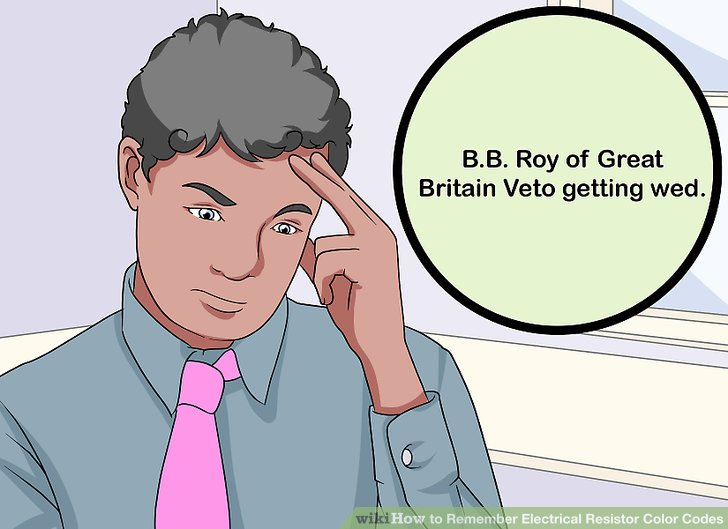 B.B. Roy of Great
Britain Veto getting wed.
wikiHow to Remember Electrical Resistor Color Codes